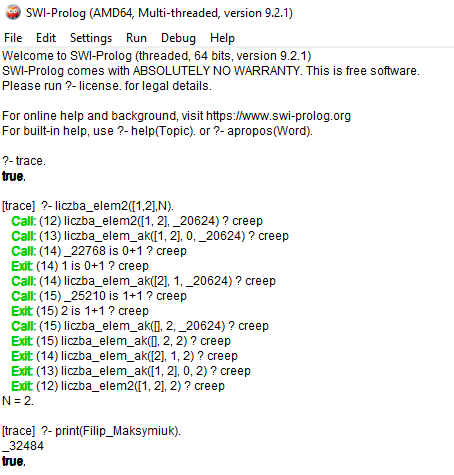 SWI-Prolog (AMD64, Multi-threaded, version 9.2.1)
File Edit Settings Run Debug Help
Welcome to SWI-Prolog (threaded, 64 bits, version 9.2.1)
SWI-Prolog comes with ABSOLUTELY NO WARRANTY. This is free software.
Please run ?- license. for legal details.
For online help and background, visit https://www.swi-prolog.org
For built-in help, use ?- help(Topic). or ?- apropos(Word).
?- trace.
true.
[trace] ?- liczba_elem2([1,2],N).
Call: (12) liczba_elem2([1, 2], _20624) ? creep
Call: (13) liczba_elem_ak([1, 2], 0, _20624) ? creep
Call: (14) _22768 is 0+1 ? creep
Exit: (14) 1 is 0+1 ? creep
Call: (14) liczba_elem_ak([2], 1, _20624) ? creep
Call: (15) _25210 is 1+1 ? creep
Exit: (15) 2 is 1+1 ? creep
Call: (15) liczba_elem_ak([], 2, _20624) ? creep
Exit: (15) liczba_elem_ak([], 2, 2) ? creep
Exit: (14) liczba_elem_ak([2], 1, 2) ? creep
Exit: (13) liczba_elem_ak([1, 2], 0, 2) ? creep
Exit: (12) liczba_elem2([1, 2], 2) ? creep
N = 2.
[trace] ?- print(Filip_Maksymiuk).
_32484
true.